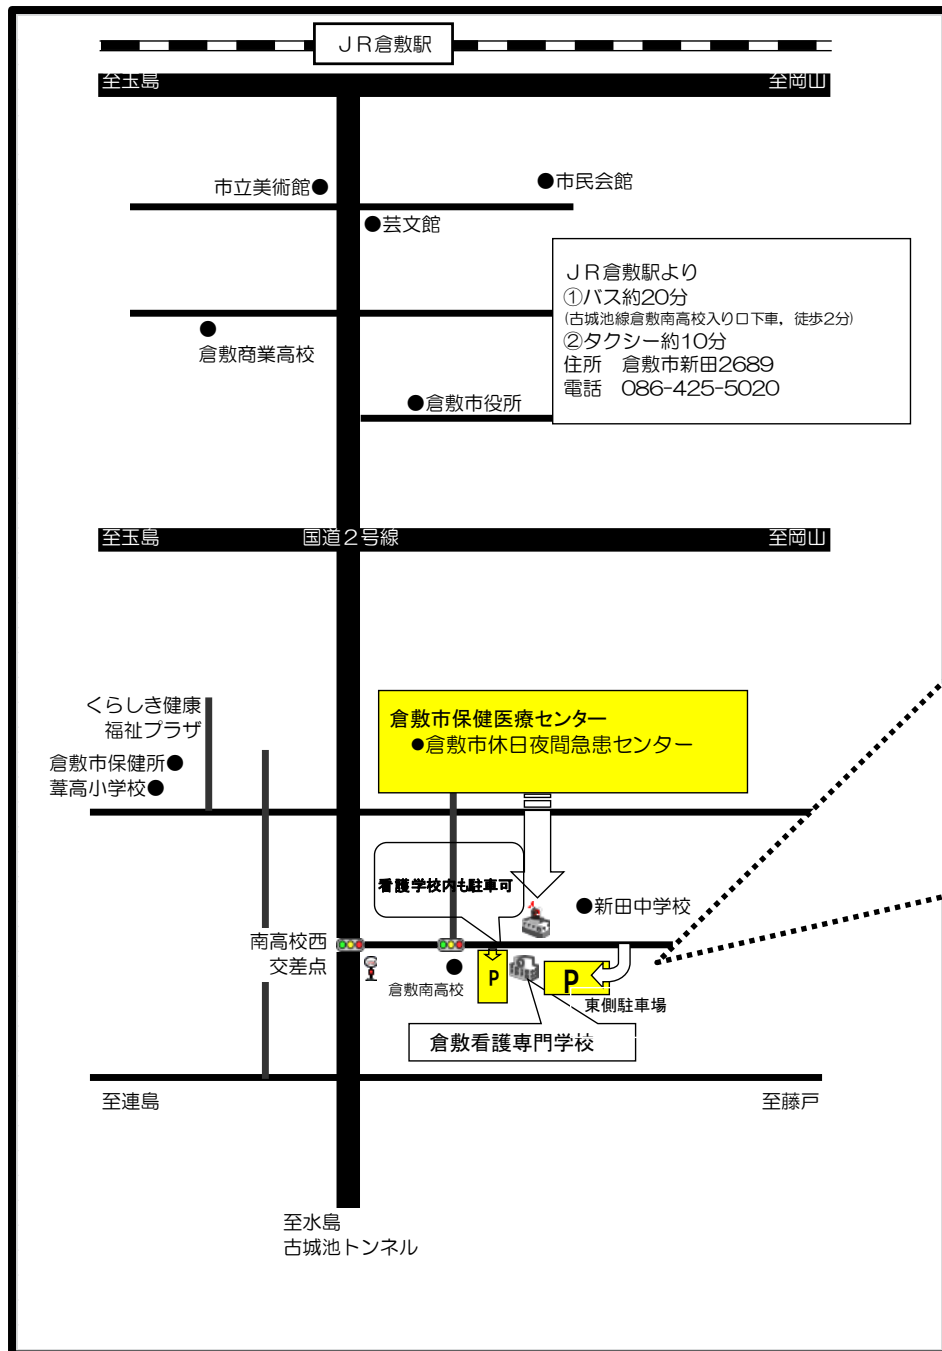 ＪＲ倉敷駅
至玉島
至岡山
市立美術館●
●市民会館
●芸文館
ＪＲ倉敷駅より
①バス約20分
(古城池線倉敷南高校入り口下車，徒歩2分)
②タクシー約10分
住所　倉敷市新田2689
電話　086-425-5020
●
倉敷商業高校
●倉敷市役所
至玉島
国道２号線
至岡山
くらしき健康
福祉プラザ
倉敷市保健所●
葦高小学校●
倉敷市保健医療センター
●倉敷市休日夜間急患センター
看護学校内も駐車可
●新田中学校
南高校西
交差点
●
倉敷南高校
P
P
東側駐車場
倉敷看護専門学校
至連島
至藤戸
至水島
古城池トンネル